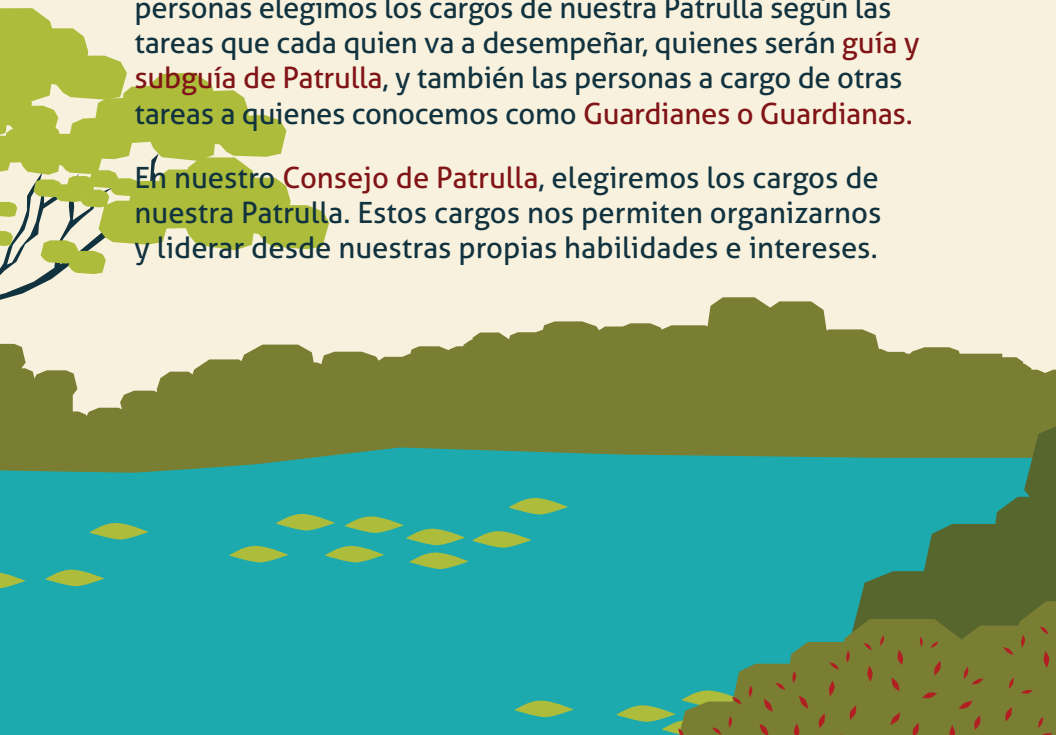 personas elegimos los cargos de nuestra Patrulla según las
tareas que cada quien va a desempeñar, quienes serán guía y
subguía de Patrulla, y también las personas a cargo de otras
tareas a quienes conocemos como Guardianes o Guardianas.
En nuestro Consejo de Patrulla, elegiremos los cargos de
nuestra Patrulla. Estos cargos nos permiten organizarnos
y liderar desde nuestras propias habilidades e intereses.